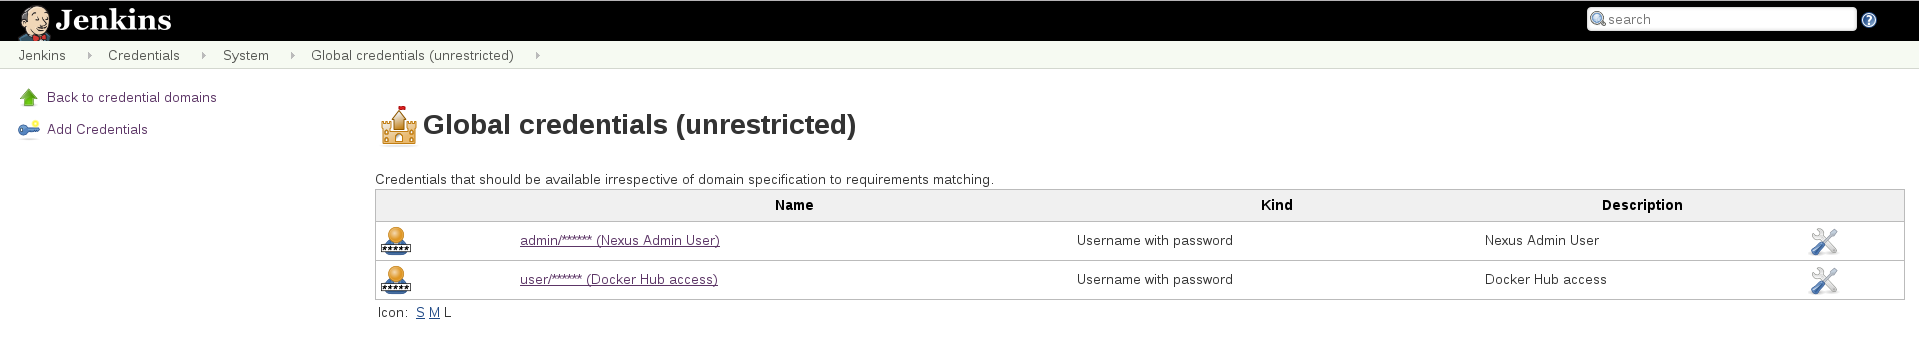 Jenkins
search
Jenkins Credentials System Global credentials (unrestricted)
Back to credential domains
Add Credentials
Global credentials (unrestricted)
Credentials that should be available irrespective of domain specification to requirements matching.
Name Kind Description
admin/****** (Nexus Admin User) Username with password Nexus Admin User
user/****** (Docker Hub access) Username with password Docker Hub access
Icon: S M L